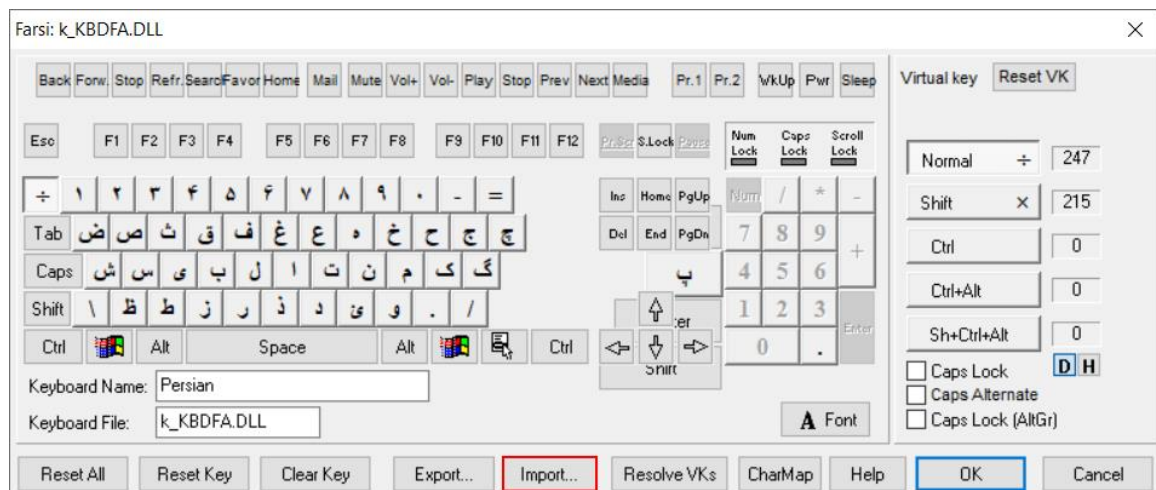 Farsi: k_KBDFA.DLL
Back Forw. Stop Refr. Search Favor Home Mail Mute Vol+ Vol- Play Stop Prev Next Media Pr.1 Pr.2 WkUp Pwr Sleep
Virtual key Reset VK
Esc F1 F2 F3 F4 F5 F6 F7 F8 F9 F10 F11 F12 Pr.Scr S.Lock Pause Num Lock Caps Lock Scroll Lock
÷ ۱ ۲ ۳ ۴ ۵ ۶ ۷ ۸ ۹ ۰ - = Ins Home PgUp Num / * -
Tab ض ص ث ق ف غ ع ه خ ح ج چ Del End PgDn 7 8 9 +
Caps ش س ی ب ل ا ت ن م ک گ پ 4 5 6
Shift \ ظ ط ز ر ذ د ئ و . / 1 2 3 Enter
Ctrl Alt Space Alt Ctrl Shift 0 .
Normal ÷ 247
Shift × 215
Ctrl 0
Ctrl+Alt 0
Sh+Ctrl+Alt 0
D H
Caps Lock
Caps Alternate
Caps Lock (AltGr)
Keyboard Name: Persian
Keyboard File: k_KBDFA.DLL
A Font
Reset All Reset Key Clear Key Export... Import... Resolve VKs CharMap Help OK Cancel